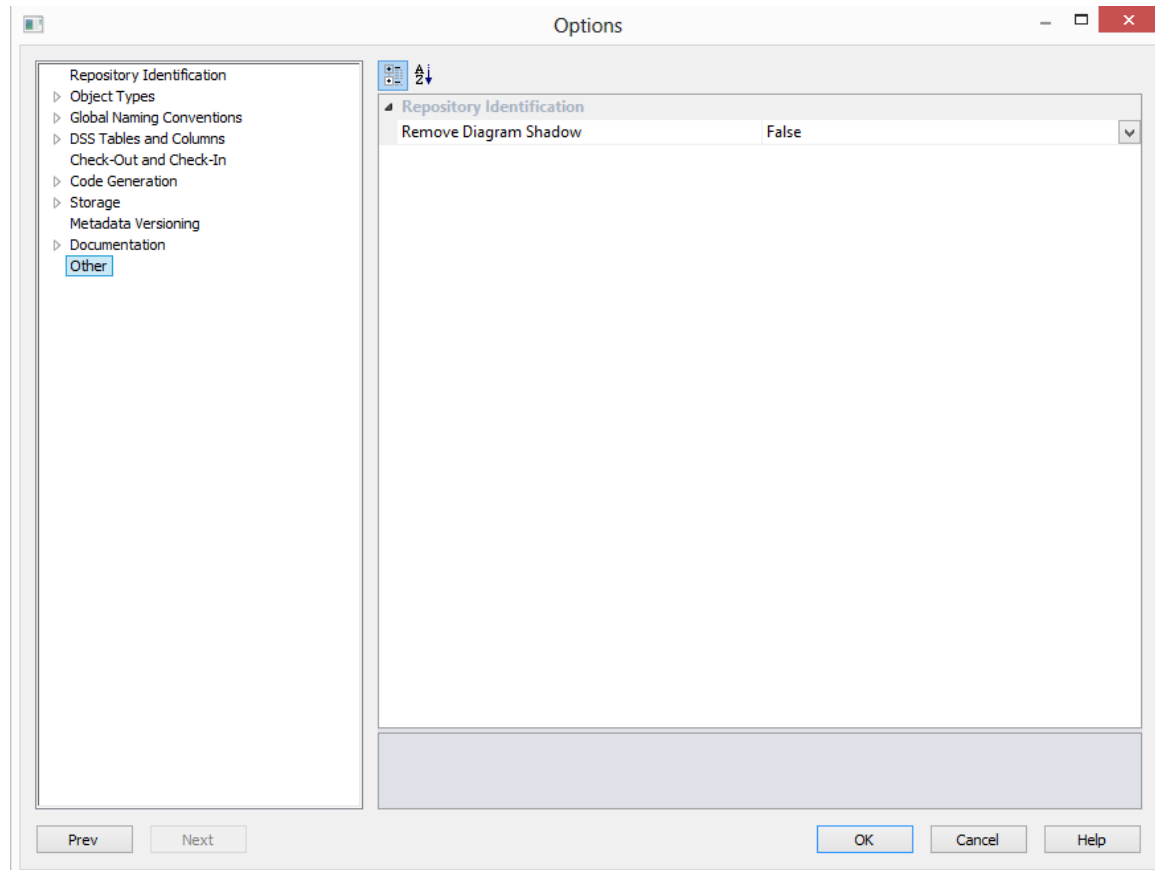 Options
Repository Identification
Object Types
Global Naming Conventions
DSS Tables and Columns
Check-Out and Check-In
Code Generation
Storage
Metadata Versioning
Documentation
Other
A
Z
Repository Identification
Remove Diagram Shadow False
Prev Next OK Cancel Help